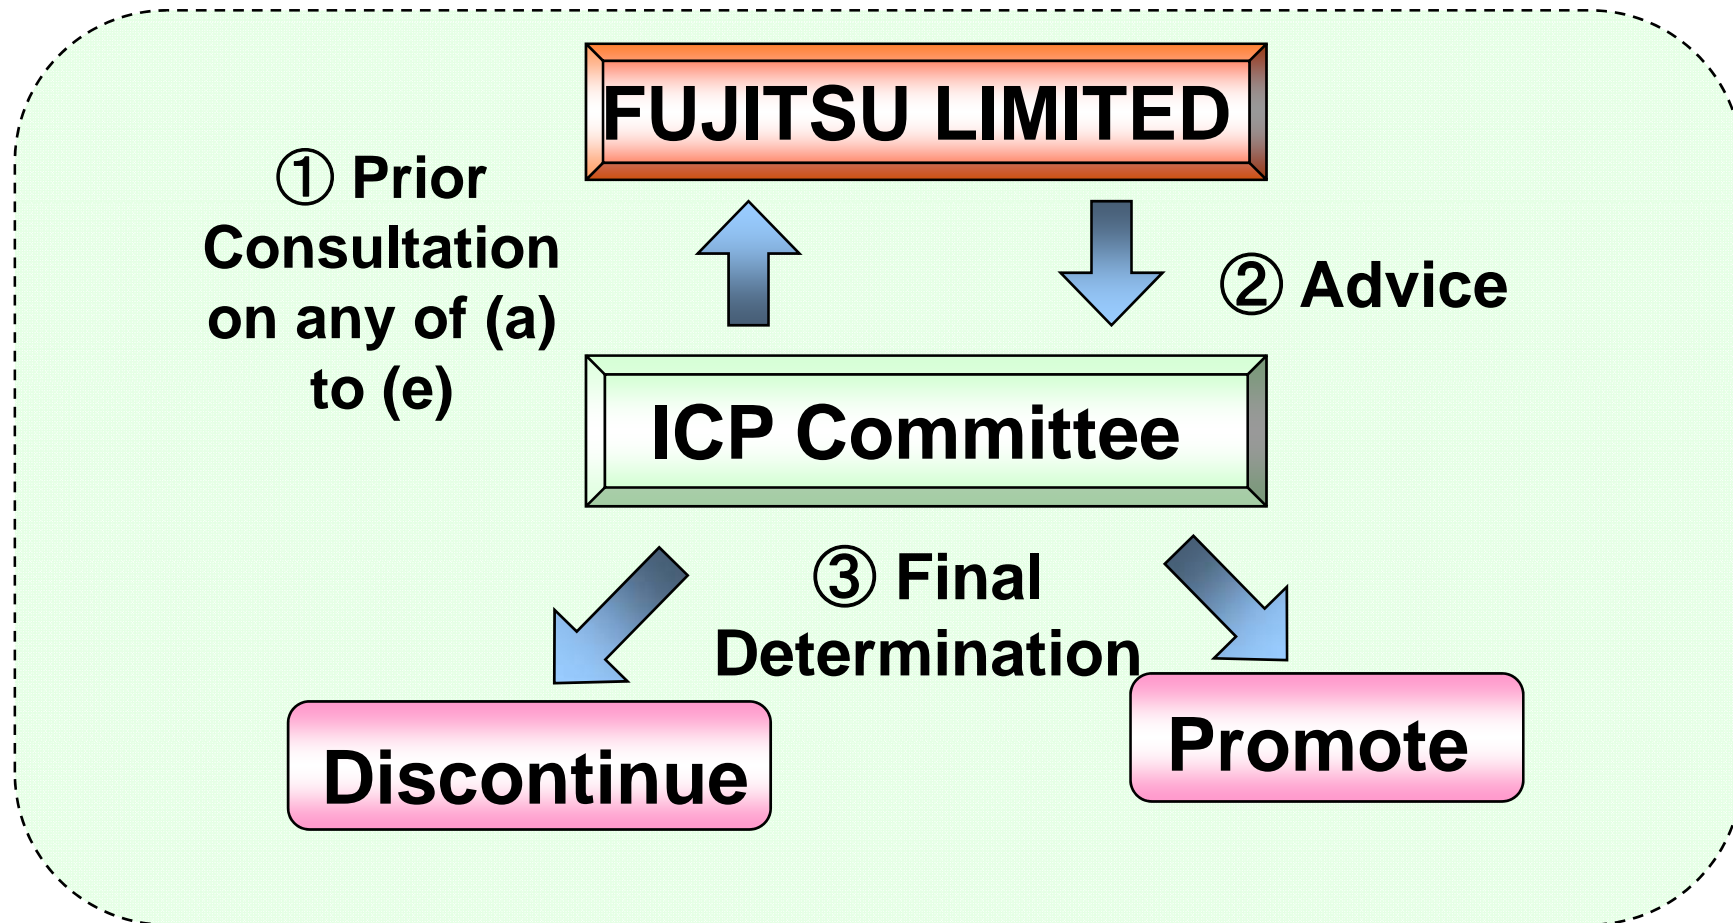 FUJITSU LIMITED
① Prior
Consultation
on any of (a)
to (e)
② Advice
ICP Committee
③ Final
Determination
Discontinue
Promote